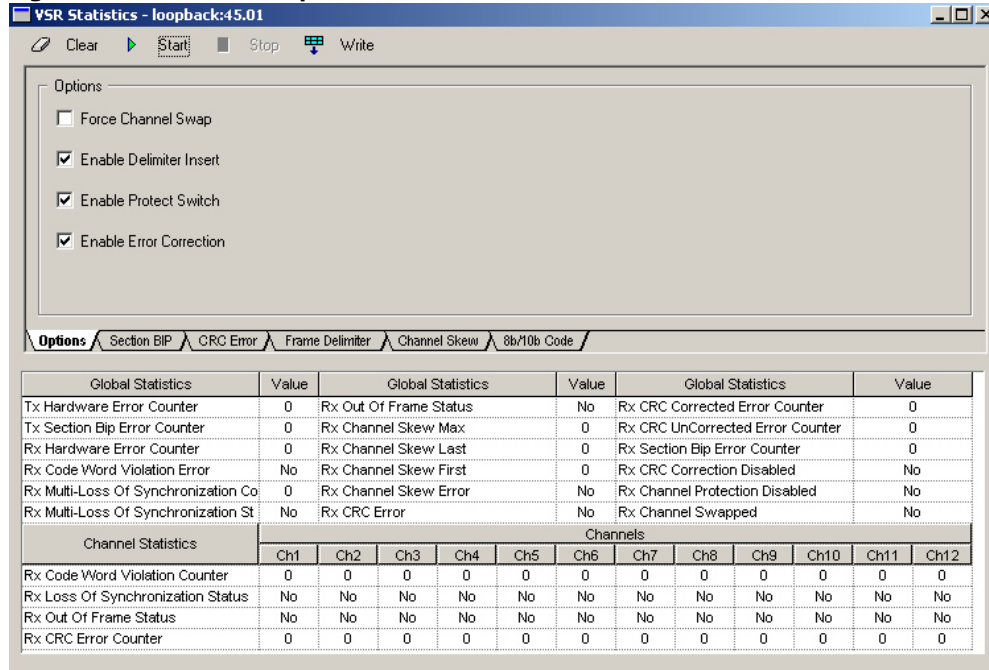 VSR Statistics - loopback:45.01
Clear Start Stop Write
Options
Force Channel Swap
Enable Delimiter Insert
Enable Protect Switch
Enable Error Correction
Options Section BIP CRC Error Frame Delimiter Channel Skew 8b/10b Code
Global Statistics Value Global Statistics Value Global Statistics Value
Tx Hardware Error Counter 0 Rx Out Of Frame Status No Rx CRC Corrected Error Counter 0
Tx Section Bip Error Counter 0 Rx Channel Skew Max 0 Rx CRC UnCorrected Error Counter 0
Rx Hardware Error Counter 0 Rx Channel Skew Last 0 Rx Section Bip Error Counter 0
Rx Code Word Violation Error No Rx Channel Skew First 0 Rx CRC Correction Disabled No
Rx Multi-Loss Of Synchronization Co 0 Rx Channel Skew Error No Rx Channel Protection Disabled No
Rx Multi-Loss Of Synchronization St No Rx CRC Error No Rx Channel Swapped No
Channel Statistics Channels
Ch1 Ch2 Ch3 Ch4 Ch5 Ch6 Ch7 Ch8 Ch9 Ch10 Ch11 Ch12
Rx Code Word Violation Counter 0 0 0 0 0 0 0 0 0 0 0 0
Rx Loss Of Synchronization Status No No No No No No No No No No No No
Rx Out Of Frame Status No No No No No No No No No No No No
Rx CRC Error Counter 0 0 0 0 0 0 0 0 0 0 0 0